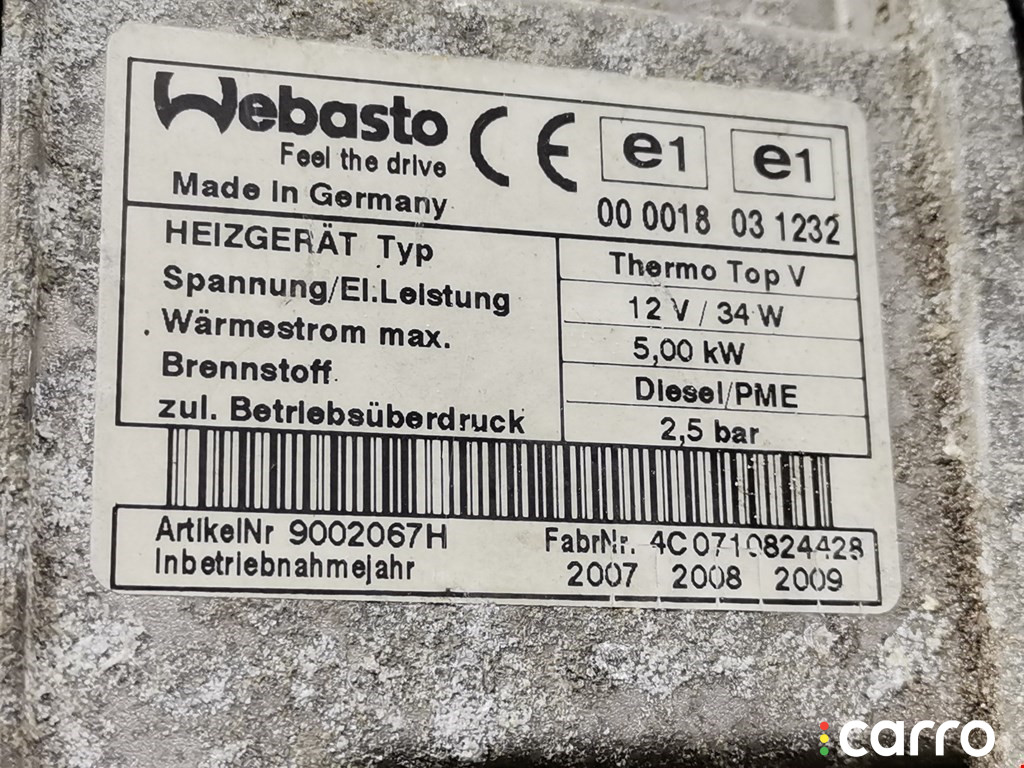 Webasto
Feel the drive
Made in Germany
CE e1 e1
00 0018 03 1232
HEIZGERÄT Typ Thermo Top V
Spannung/El.Leistung 12 V / 34 W
Wärmestrom max. 5,00 kW
Brennstoff Diesel/PME
zul. Betriebsüberdruck 2,5 bar
ArtikelNr 9002067H FabrNr. 4C0710824428
Inbetriebnahmejahr 2007 2008 2009
carro